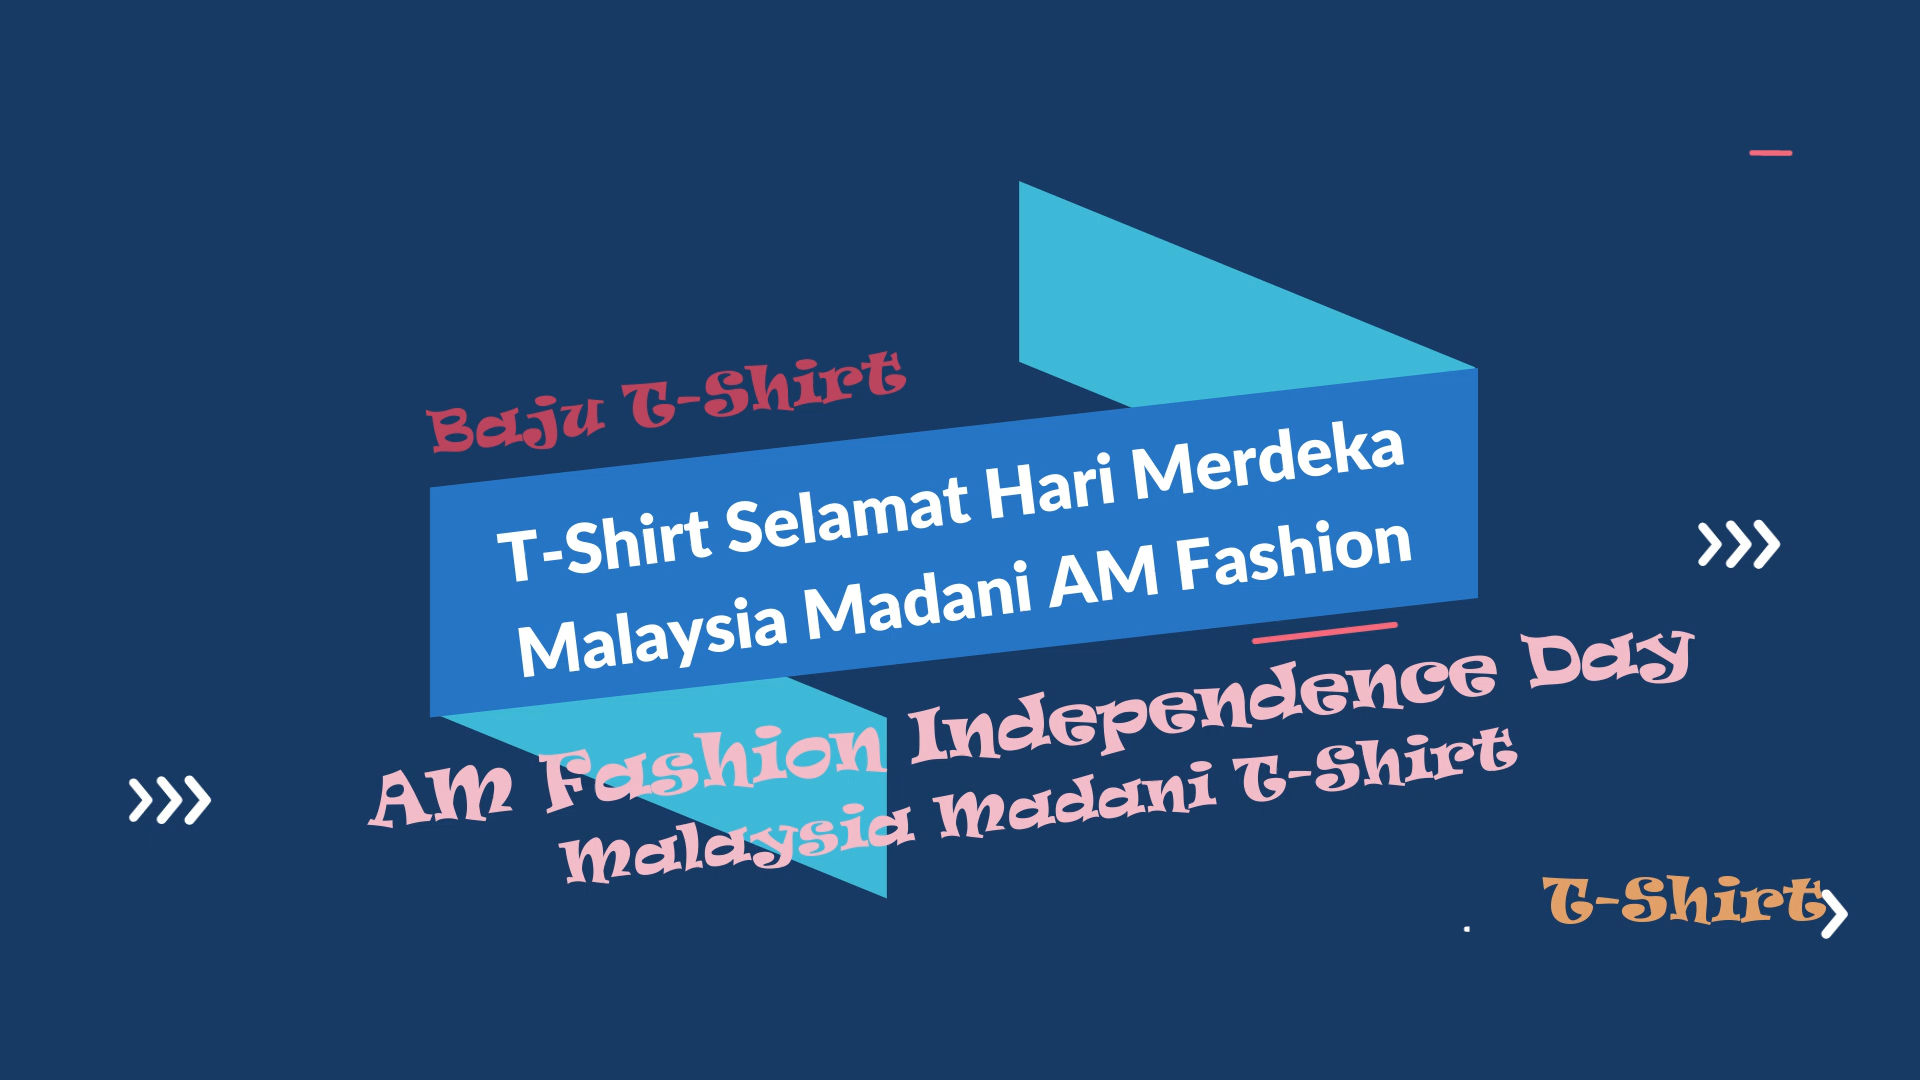 Baju T-Shirt
T-Shirt Selamat Hari Merdeka
Malaysia Madani AM Fashion
AM Fashion Independence Day
Malaysia Madani T-Shirt
T-Shirt